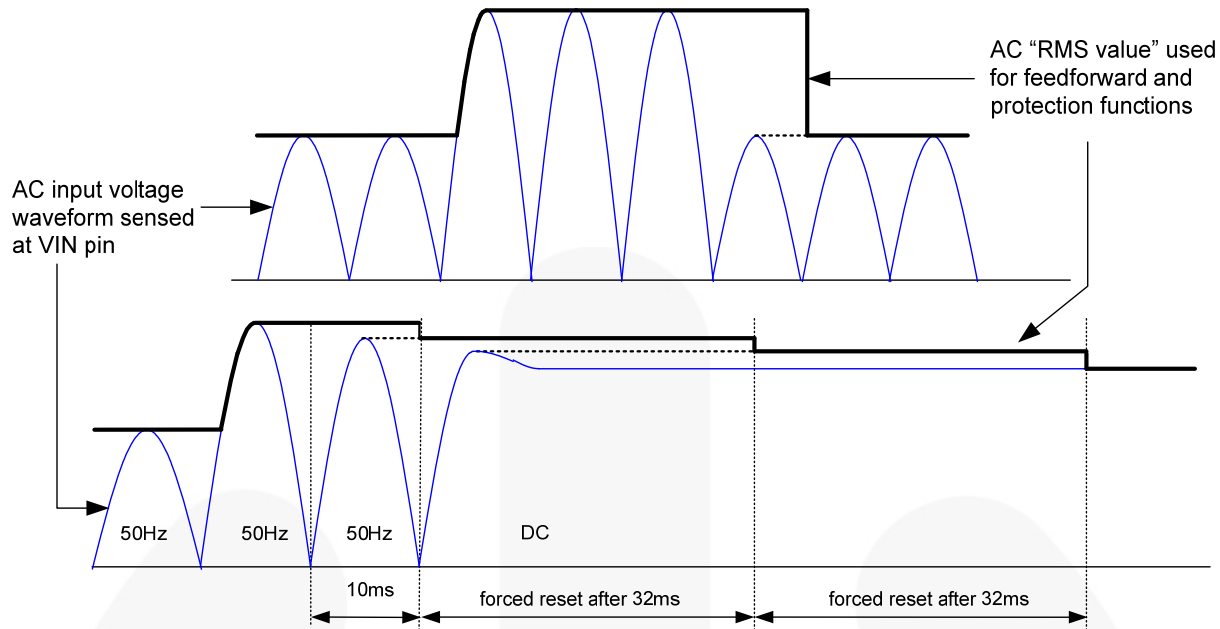 AC “RMS value” used
for feedforward and
protection functions
AC input voltage
waveform sensed
at VIN pin
50Hz
50Hz
50Hz
DC
10ms
forced reset after 32ms
forced reset after 32ms